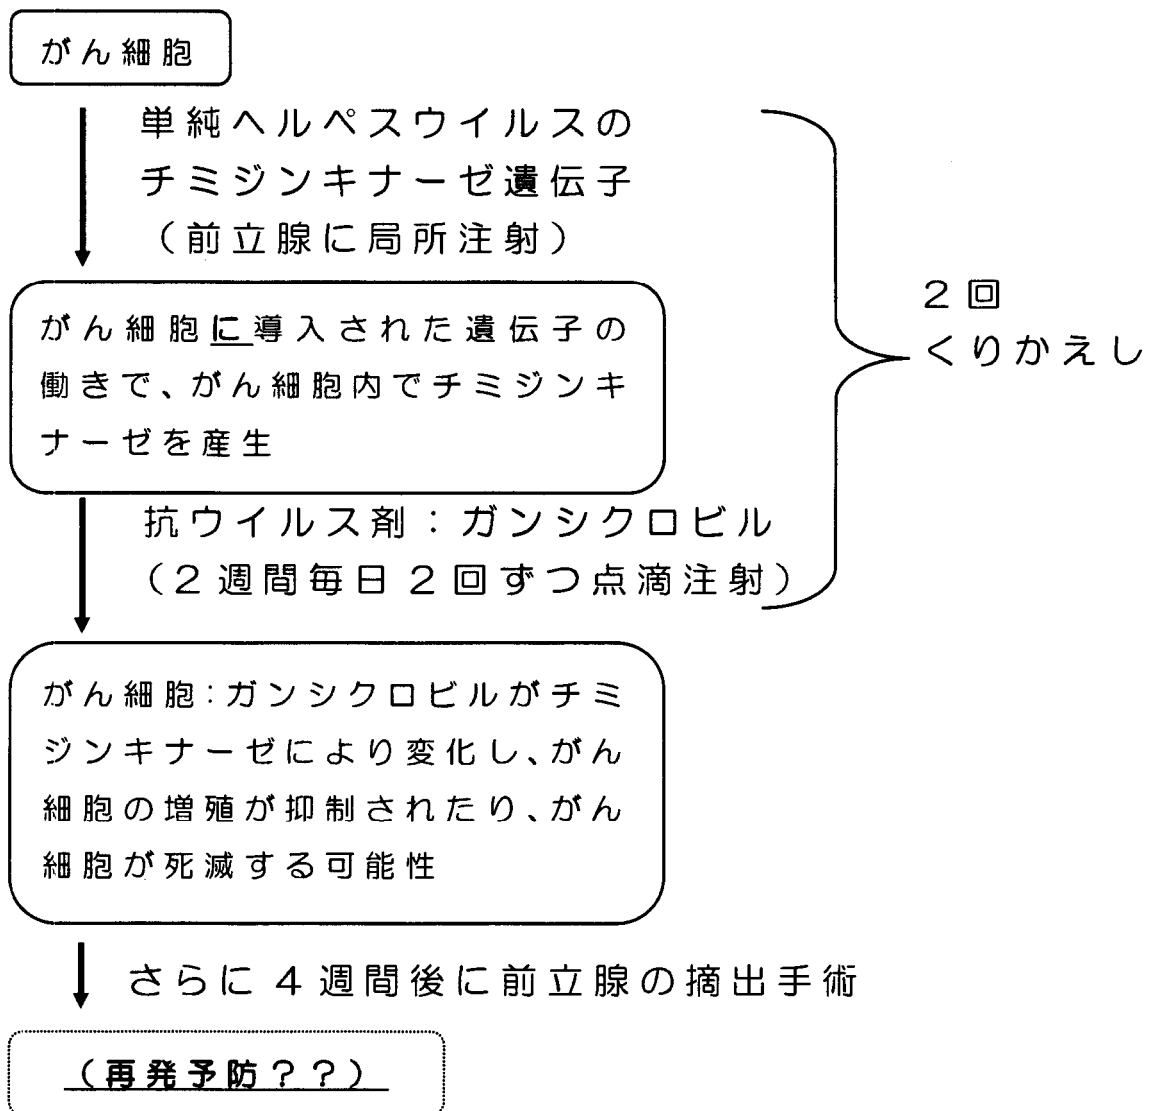 がん細胞
単純ヘルペスウイルスの
チミジンキナーゼ遺伝子
（前立腺に局所注射）
がん細胞に導入された遺伝子の
働きで、がん細胞内でチミジンキ
ナーゼを産生
2回
くりかえし
抗ウイルス剤：ガンシクロビル
（2週間毎日2回ずつ点滴注射）
がん細胞：ガンシクロビルがチミ
ジンキナーゼにより変化し、がん
細胞の増殖が抑制されたり、がん
細胞が死滅する可能性
さらに4週間後に前立腺の摘出手術
（再発予防？？）